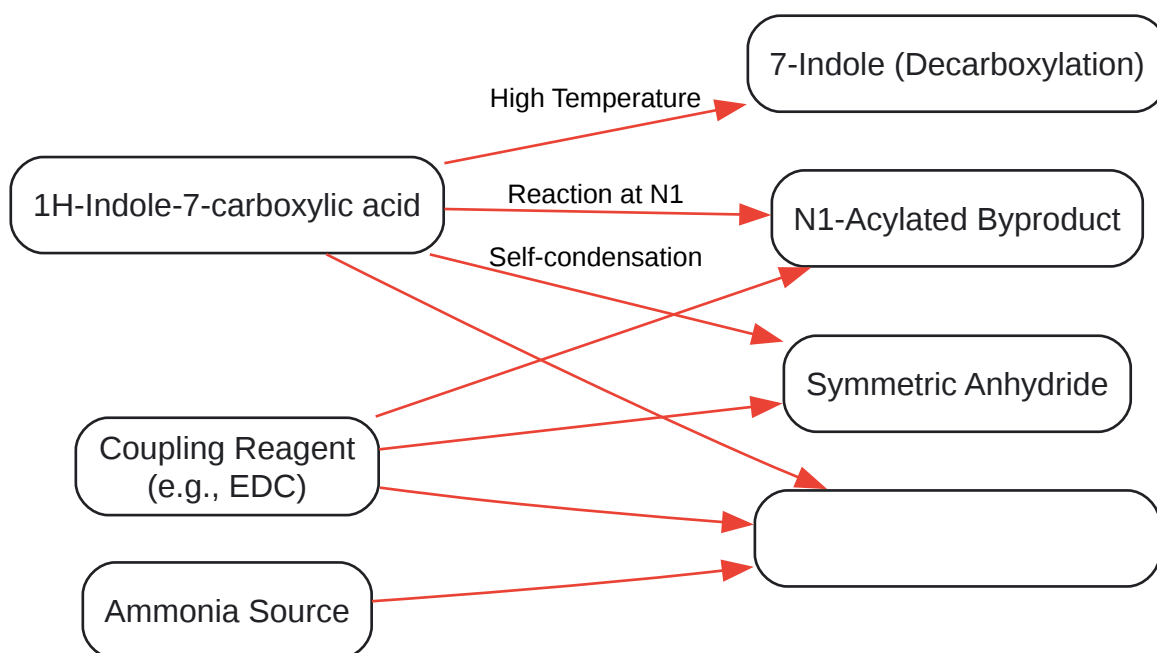 7-Indole (Decarboxylation)
High Temperature
1H-Indole-7-carboxylic acid
Reaction at N1
N1-Acylated Byproduct
Self-condensation
Symmetric Anhydride
Coupling Reagent
(e.g., EDC)
Ammonia Source